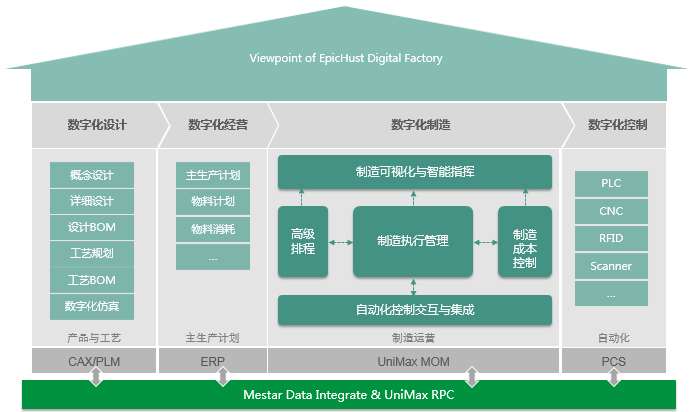 Viewpoint of EpicHust Digital Factory
数字化设计
数字化经营
数字化制造
数字化控制
概念设计
详细设计
设计BOM
工艺规划
工艺BOM
数字化仿真
产品与工艺
CAX/PLM
主生产计划
物料计划
物料消耗
...
主生产计划
ERP
制造可视化与智能指挥
高级
排程
制造执行管理
制造
成本
控制
自动化控制交互与集成
制造运营
UniMax MOM
PLC
CNC
RFID
Scanner
...
自动化
PCS
Mestar Data Integrate & UniMax RPC